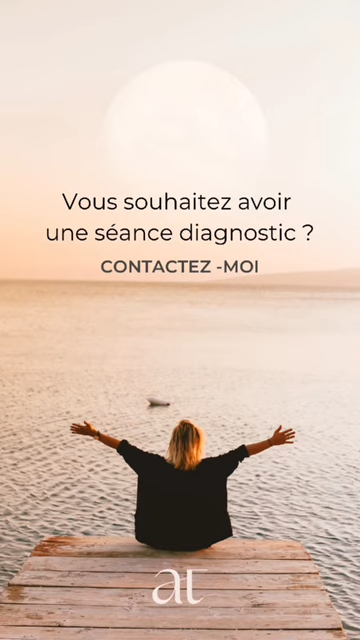 Vous souhaitez avoir
une séance diagnostic ?
CONTACTEZ -MOI
at